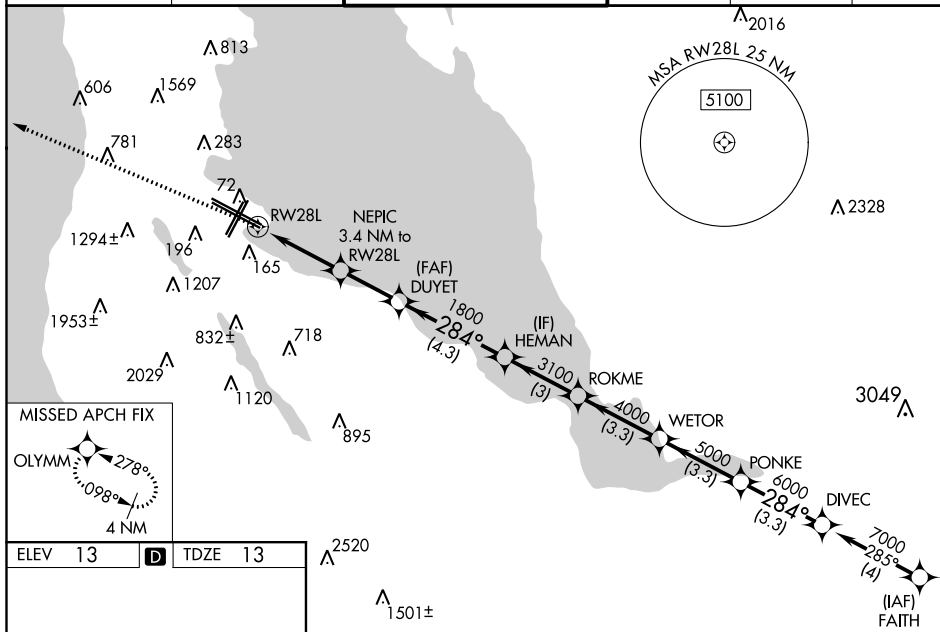 2016
813
MSA RW28L 25 NM
5100
606
1569
781
283
72
RW28L
NEPIC
3.4 NM to
RW28L
2328
1294±
196
165
(FAF)
DUYET
1207
1953±
832±
718
1800
284°
(4.3)
(IF)
HEMAN
2029
1120
3100
(3)
ROKME
3049
4000
(3.3)
WETOR
895
MISSED APCH FIX
OLYMM
278°
098°
4 NM
5000
(3.3)
PONKE
6000
284°
(3.3)
DIVEC
7000
285°
(4)
(IAF)
FAITH
ELEV 13 D TDZE 13
2520
1501±